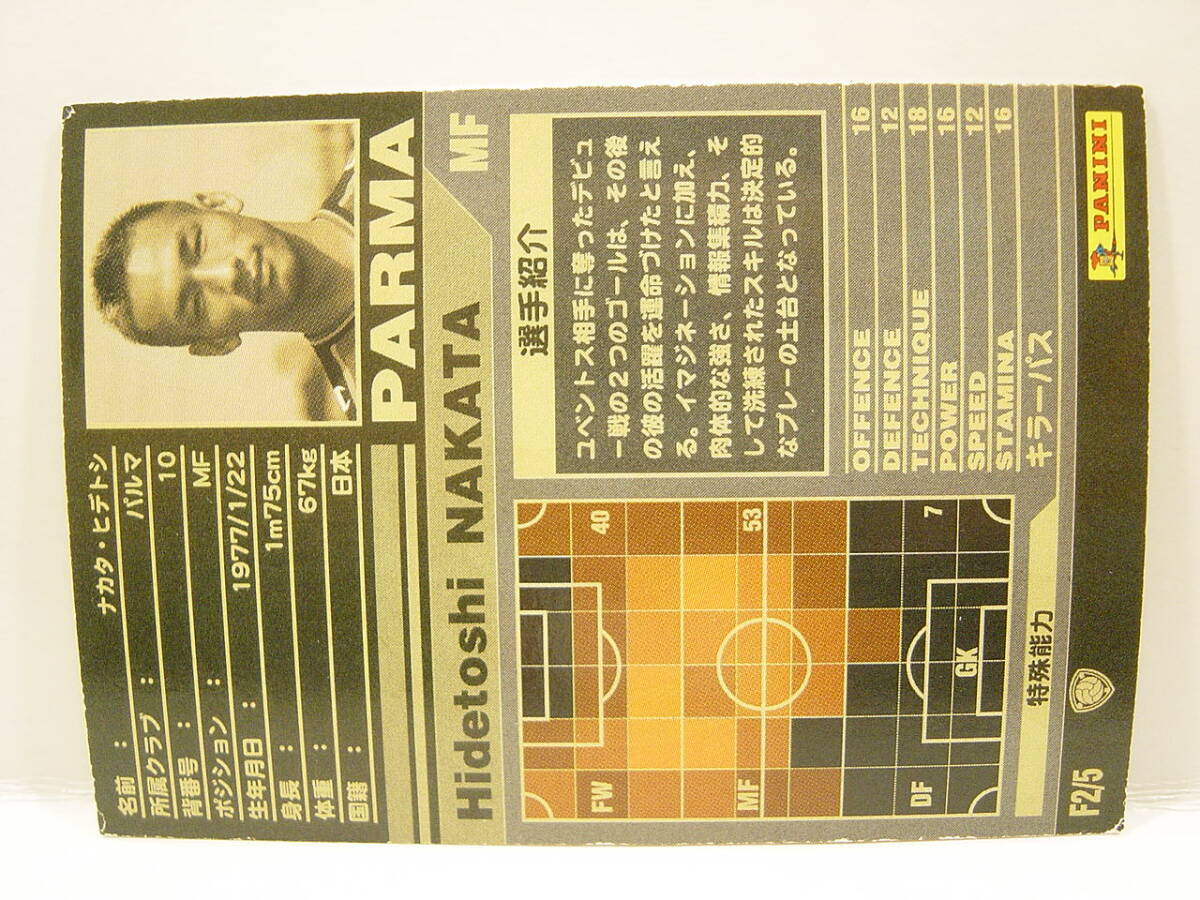 名前 : ナカタ・ヒデトシ
所属クラブ : パルマ
背番号 : 10
ポジション : MF
生年月日 : 1977/1/22
身長 : 1m75cm
体重 : 67kg
国籍 : 日本
PARMA
Hidetoshi NAKATA MF
選手紹介
ユベントス相手に奪ったデビュ
ー戦の2つのゴールは、その後
の彼の活躍を運命づけたと言え
る。イマジネーションに加え、
肉体的な強さ、情報集積力、そ
して洗練されたスキルは決定的
なプレーの土台となっている。
FW 40
MF 53
DF 7
GK
OFFENCE 16
DEFENCE 12
TECHNIQUE 18
POWER 16
SPEED 12
STAMINA 16
特殊能力 キラーパス
F2/5
PANINI